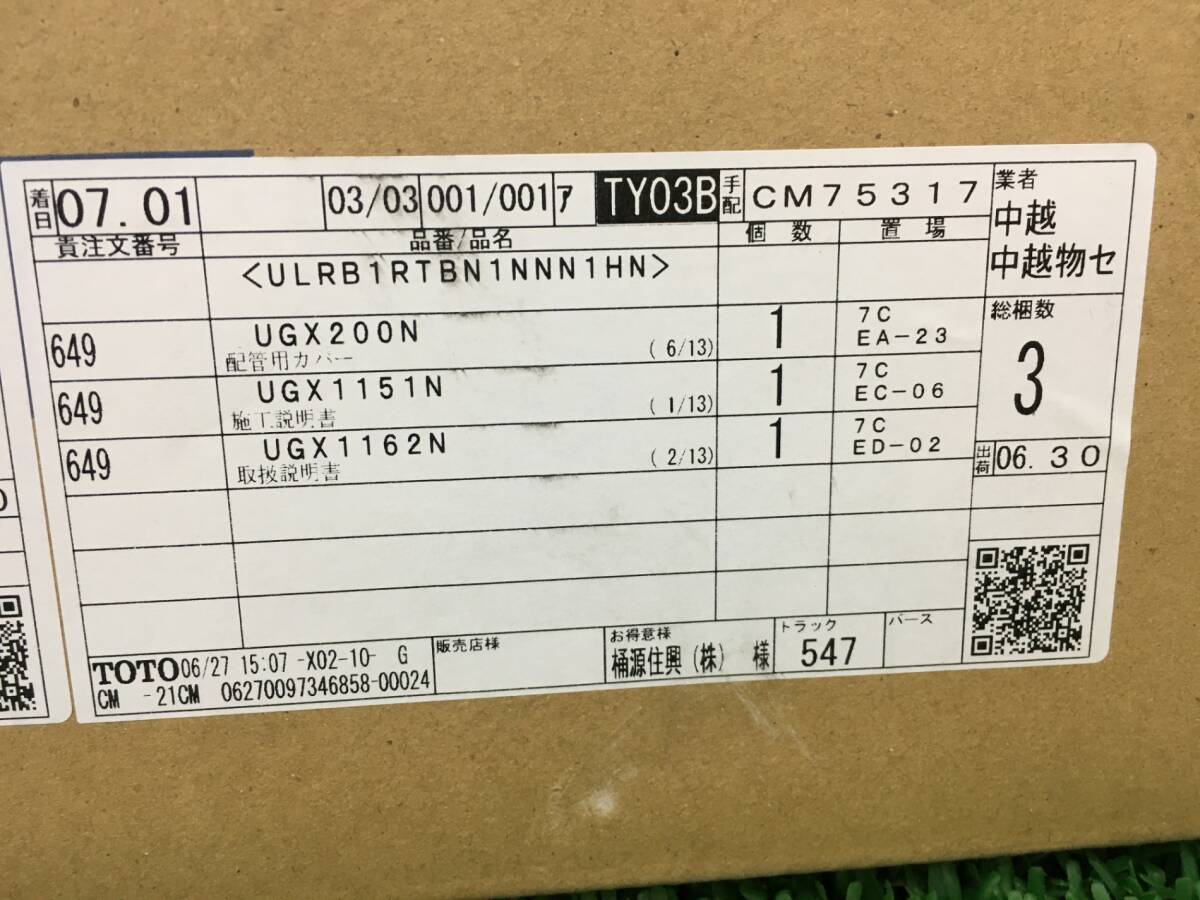 着日 07.01 03/03 001/001 ア TY03B 手配 CM75317 業者
中越
中越物セ
貴注文番号 品番/品名 個数 置場
<ULRB1RTBN1NNN1HN>
総梱数
3
649 UGX200N 1 7C
配管用カバー (6/13) EA-23
649 UGX1151N 1 7C
施工説明書 (1/13) EC-06
649 UGX1162N 1 7C
取扱説明書 (2/13) ED-02
出荷 06.30
TOTO 06/27 15:07 -X02-10- G
CM -21CM 06270097346858-00024
販売店様
お得意様
桶源住興(株) 様
トラック
547
バース